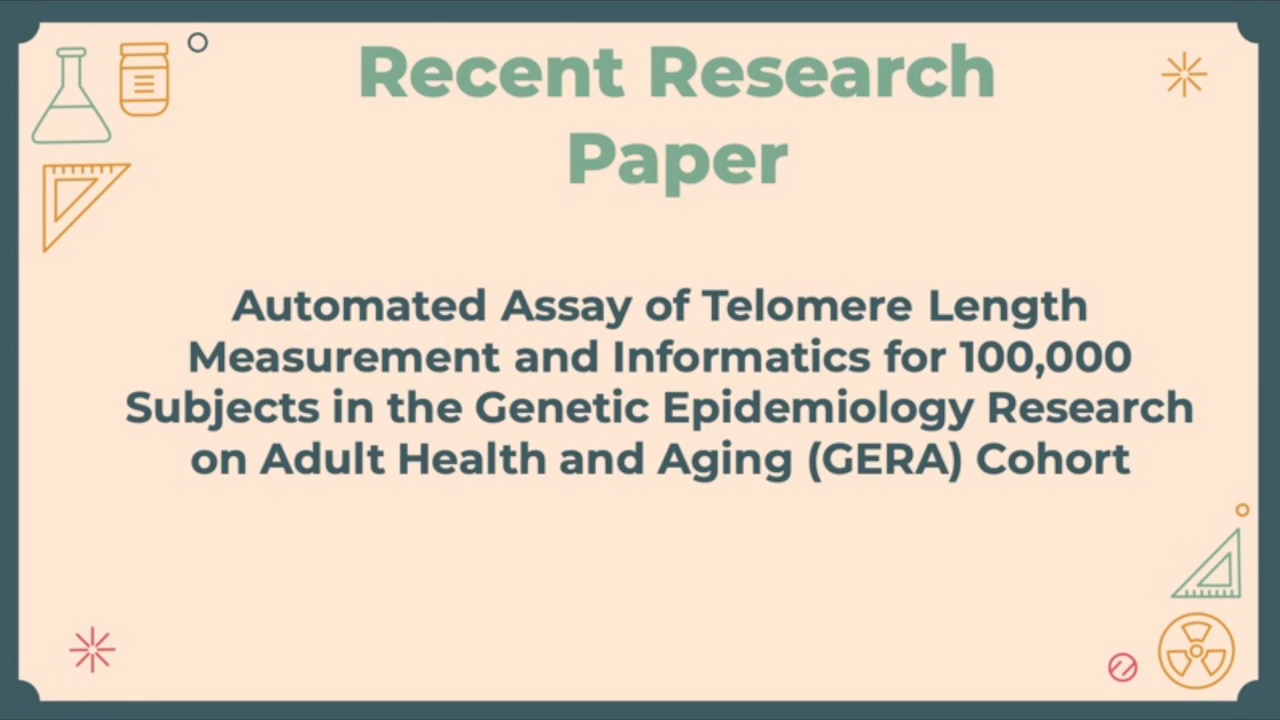 Recent Research
Paper
Automated Assay of Telomere Length
Measurement and Informatics for 100,000
Subjects in the Genetic Epidemiology Research
on Adult Health and Aging (GERA) Cohort